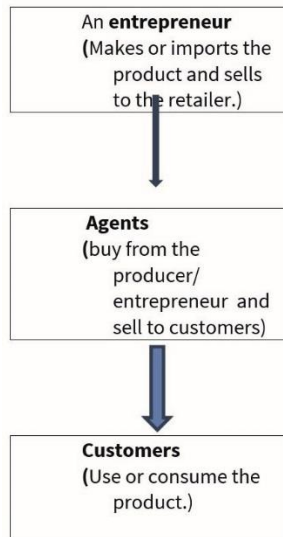 An entrepreneur
(Makes or imports the
product and sells
to the retailer.)
Agents
(buy from the
producer/
entrepreneur and
sell to customers)
Customers
(Use or consume the
product.)